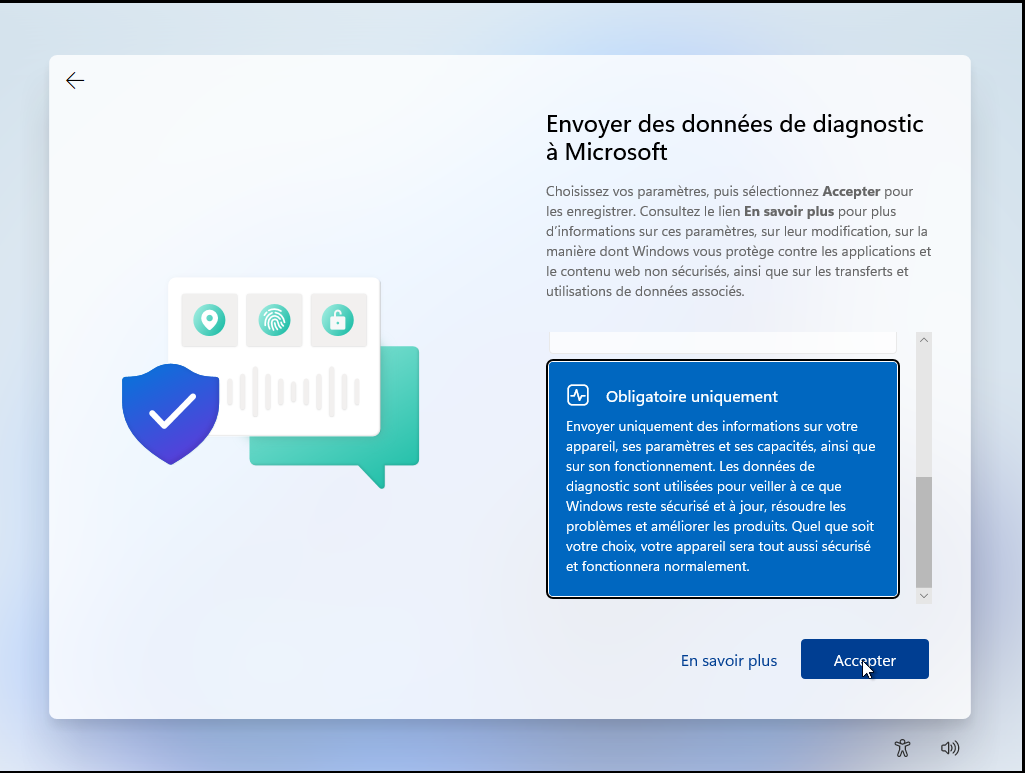 Envoyer des données de diagnostic
à Microsoft
Choisissez vos paramètres, puis sélectionnez Accepter pour
les enregistrer. Consultez le lien En savoir plus pour plus
d’informations sur ces paramètres, sur leur modification, sur la
manière dont Windows vous protège contre les applications et
le contenu web non sécurisés, ainsi que sur les transferts et
utilisations de données associés.
Obligatoire uniquement
Envoyer uniquement des informations sur votre
appareil, ses paramètres et ses capacités, ainsi que
sur son fonctionnement. Les données de
diagnostic sont utilisées pour veiller à ce que
Windows reste sécurisé et à jour, résoudre les
problèmes et améliorer les produits. Quel que soit
votre choix, votre appareil sera tout aussi sécurisé
et fonctionnera normalement.
En savoir plus
Accepter